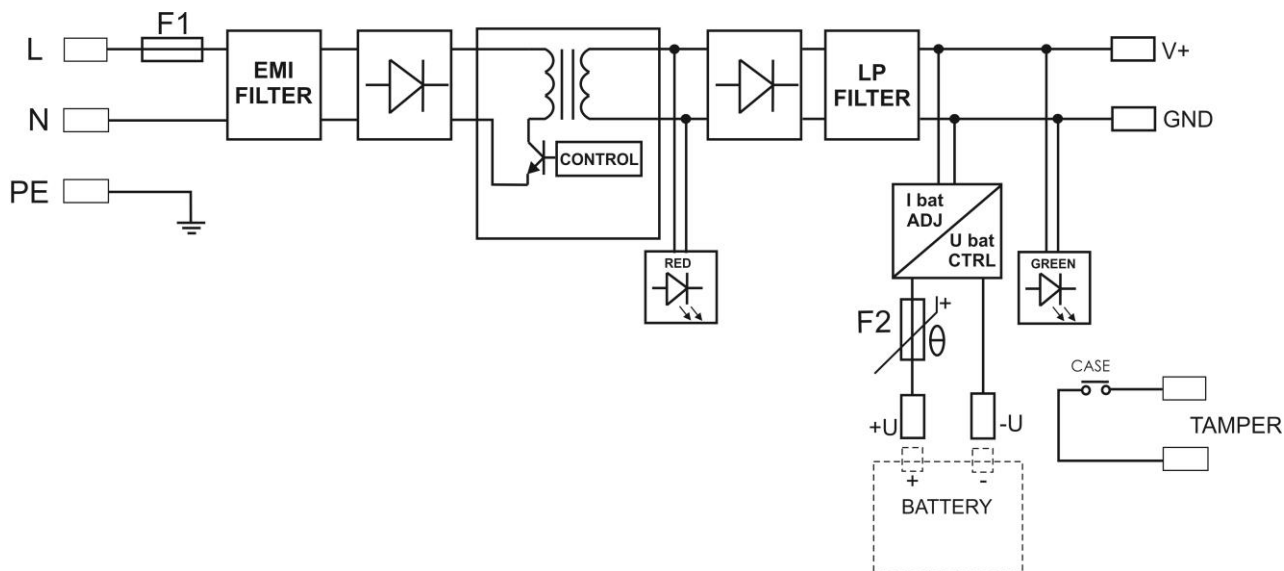 F1
L
EMI
FILTER
LP
FILTER
V+
N
GND
CONTROL
PE
I bat
ADJ
U bat
CTRL
RED
GREEN
F2
I+
θ
CASE
+U
-U
TAMPER
+
-
BATTERY